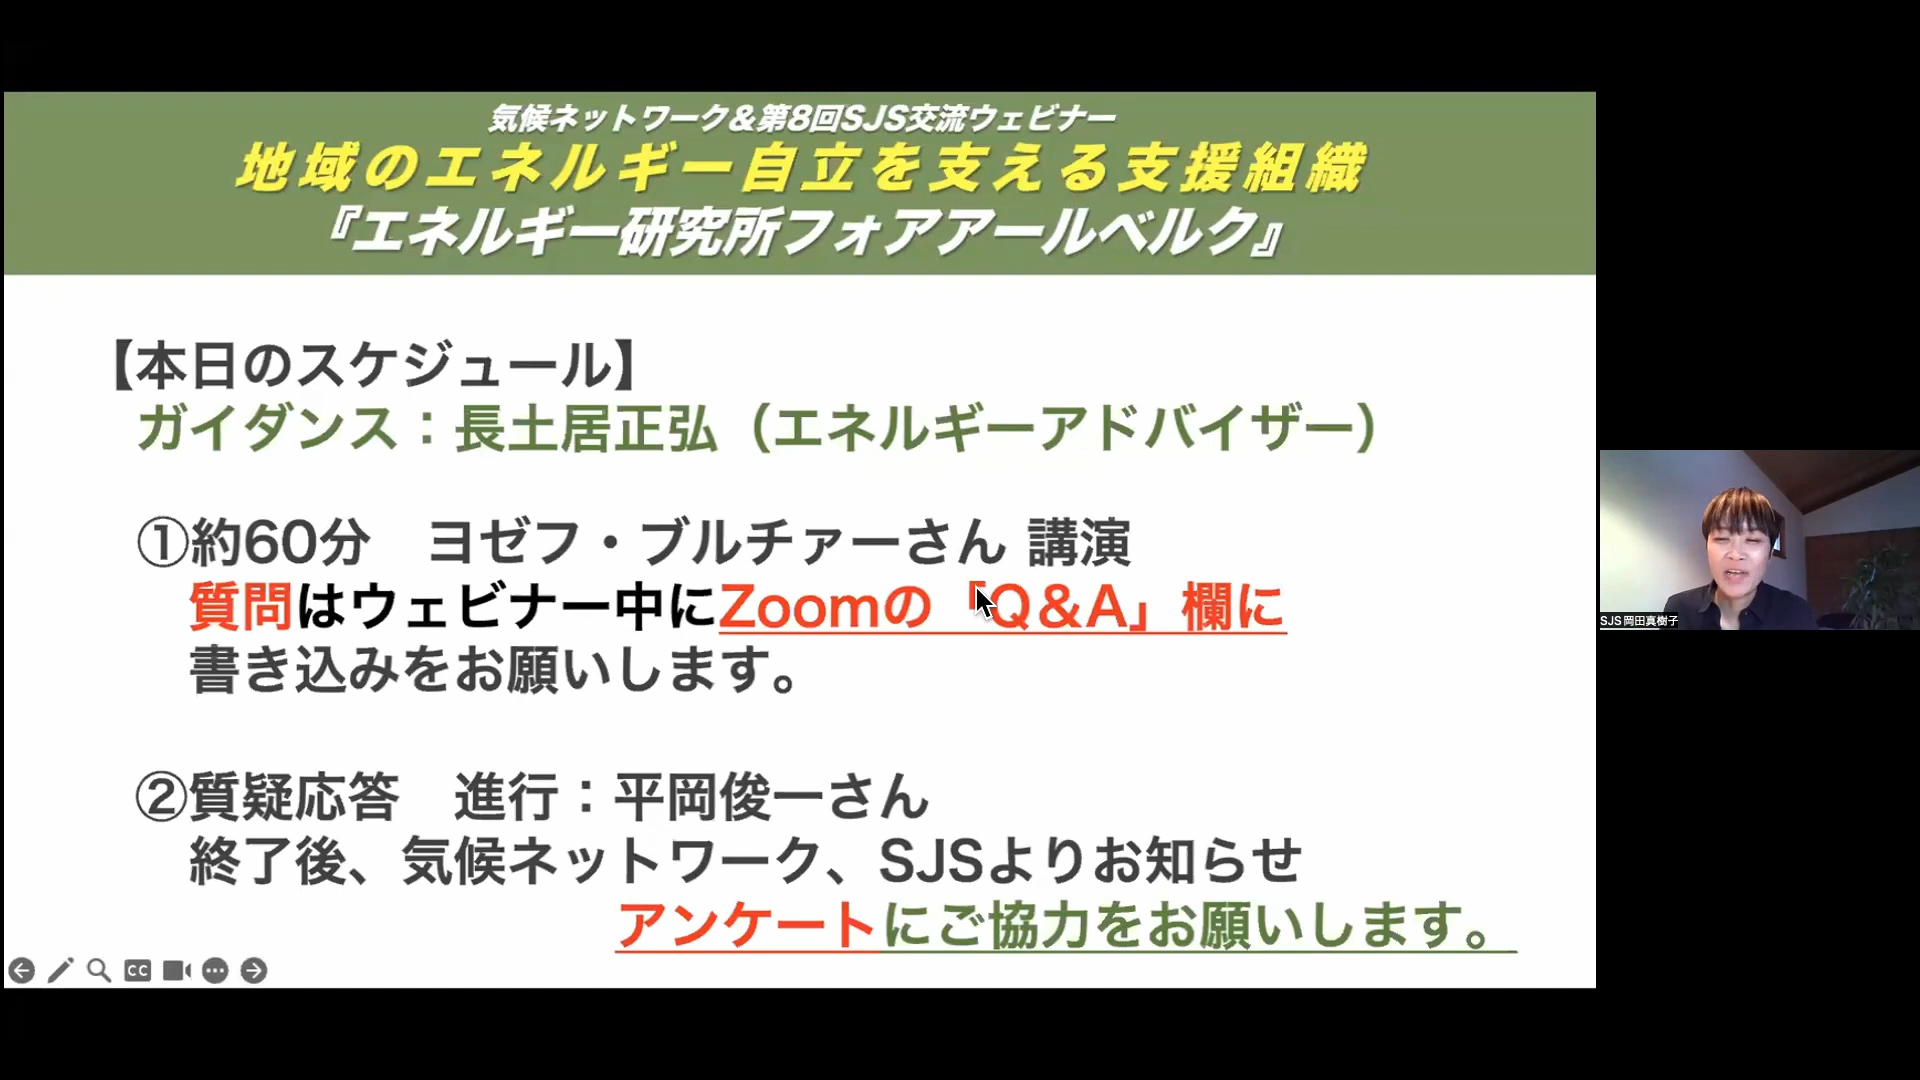 気候ネットワーク&第8回SJS交流ウェビナー
地域のエネルギー自立を支える支援組織
『エネルギー研究所フォアアールベルク』
【本日のスケジュール】
ガイダンス：長土居正弘（エネルギーアドバイザー）
①約60分　ヨゼフ・ブルチァーさん 講演
質問はウェビナー中にZoomの「Q＆A」欄に
書き込みをお願いします。
②質疑応答　進行：平岡俊一さん
終了後、気候ネットワーク、SJSよりお知らせ
アンケートにご協力をお願いします。
CC
SJS 岡田真樹子